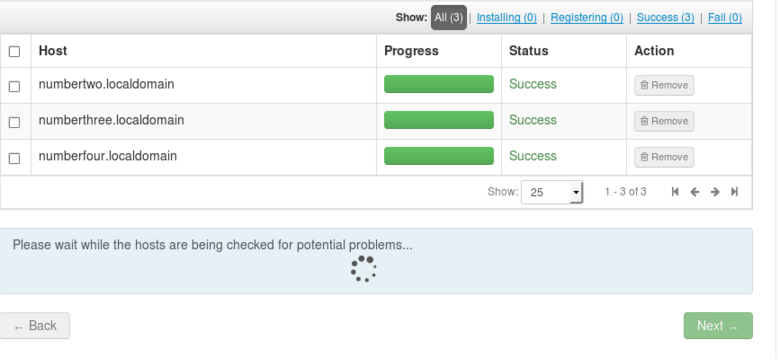 Show: All (3) | Installing (0) | Registering (0) | Success (3) | Fail (0)
Host Progress Status Action
numbertwo.localdomain Success Remove
numberthree.localdomain Success Remove
numberfour.localdomain Success Remove
Show: 25 1 - 3 of 3
Please wait while the hosts are being checked for potential problems...
← Back Next →